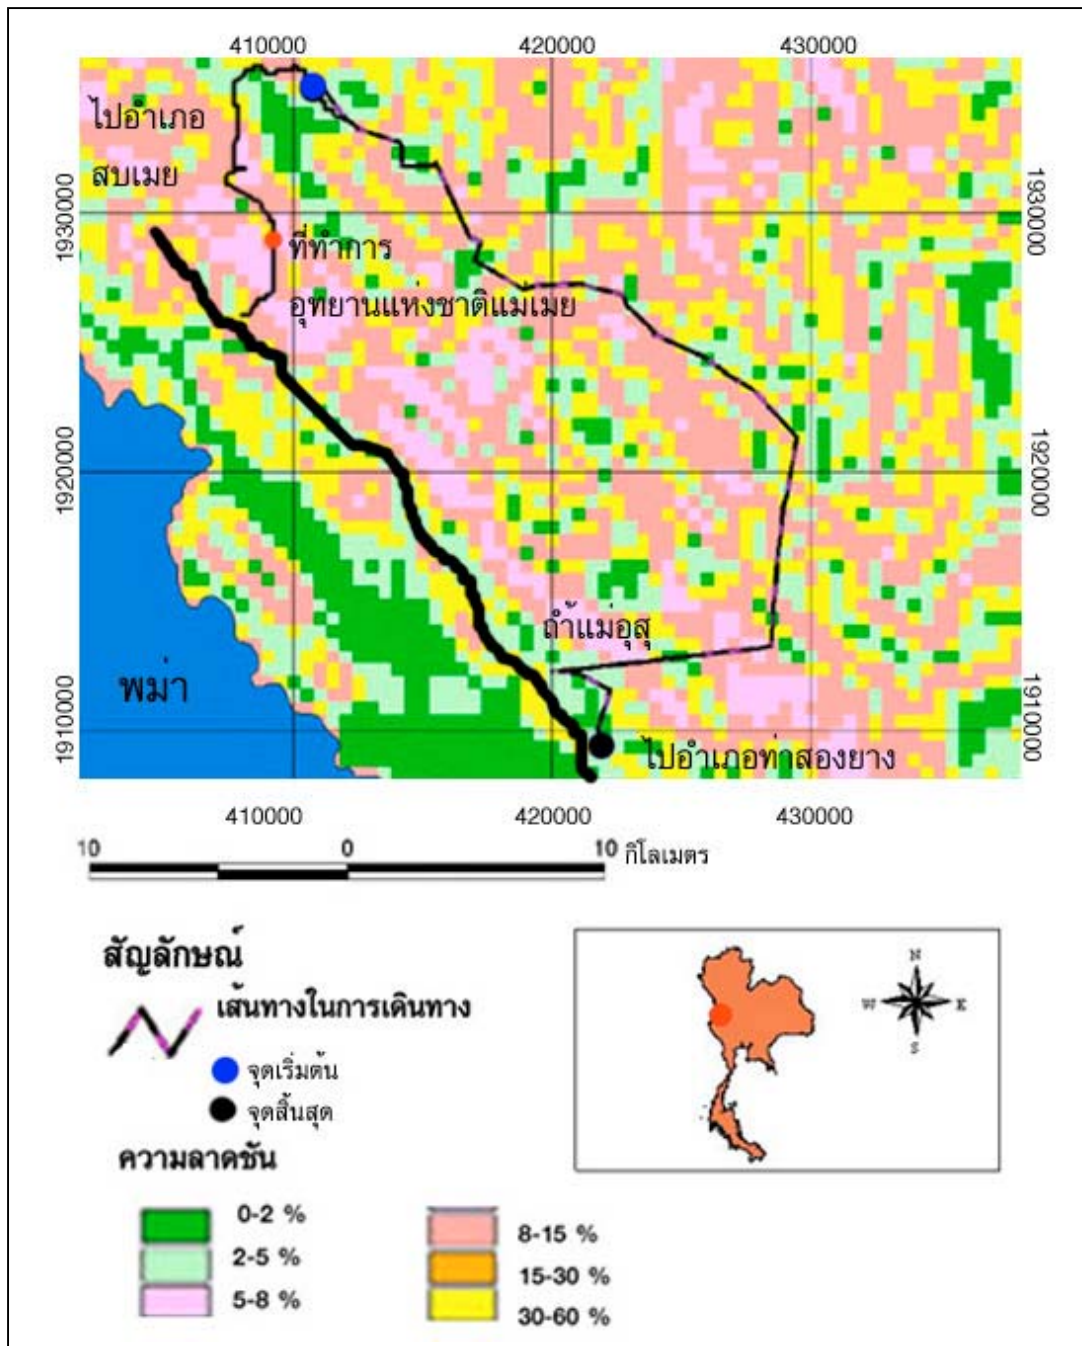 410000 420000 430000
ไปอำเภอ
สบเมย
1930000
1930000
ที่ทำการ
อุทยานแห่งชาติแม่เมย
1920000
1920000
ถ้ำแม่อุสุ
พม่า
1910000
1910000
ไปอำเภอท่าสองยาง
410000 420000 430000
10 0 10 กิโลเมตร
สัญลักษณ์
เส้นทางในการเดินทาง
จุดเริ่มต้น
จุดสิ้นสุด
N
W E
S
ความลาดชัน
0-2 %
2-5 %
5-8 %
8-15 %
15-30 %
30-60 %